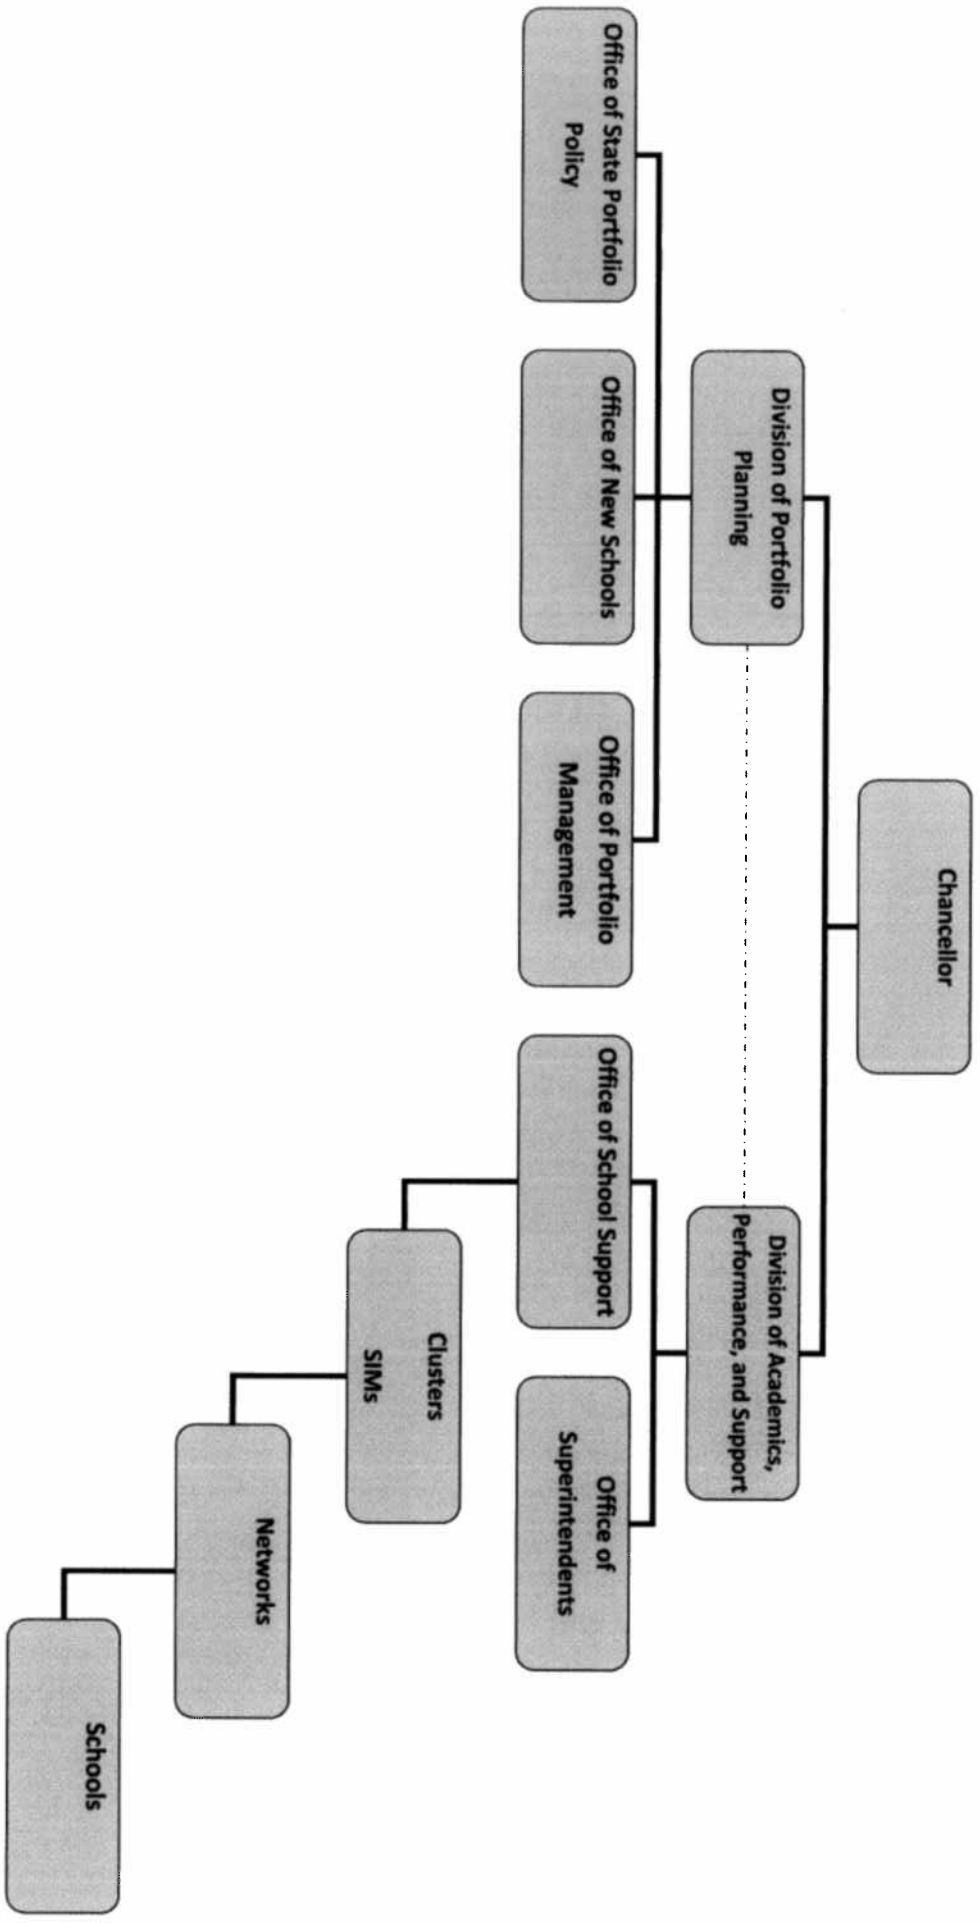 Chancellor
Division of Portfolio
Planning
Division of Academics,
Performance, and Support
Office of State Portfolio
Policy
Office of New Schools
Office of Portfolio
Management
Office of School Support
Office of
Superintendents
Clusters
SIMs
Networks
Schools